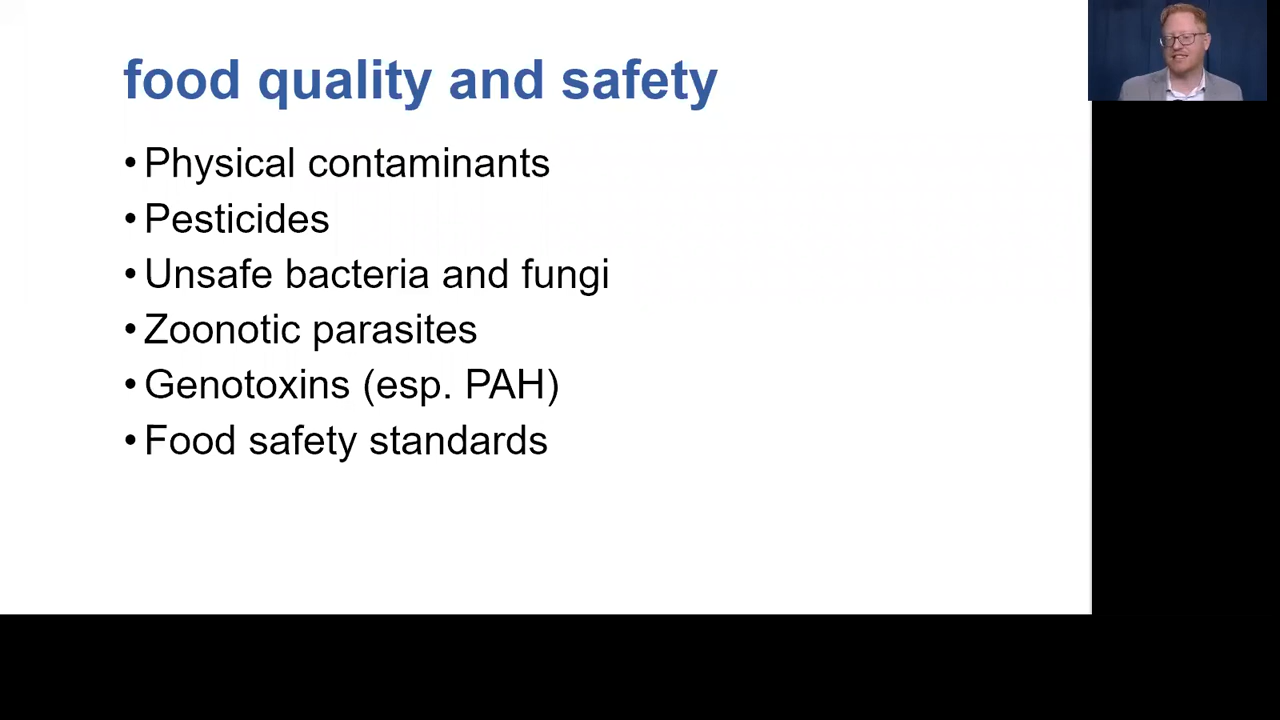 food quality and safety
• Physical contaminants
• Pesticides
• Unsafe bacteria and fungi
• Zoonotic parasites
• Genotoxins (esp. PAH)
• Food safety standards